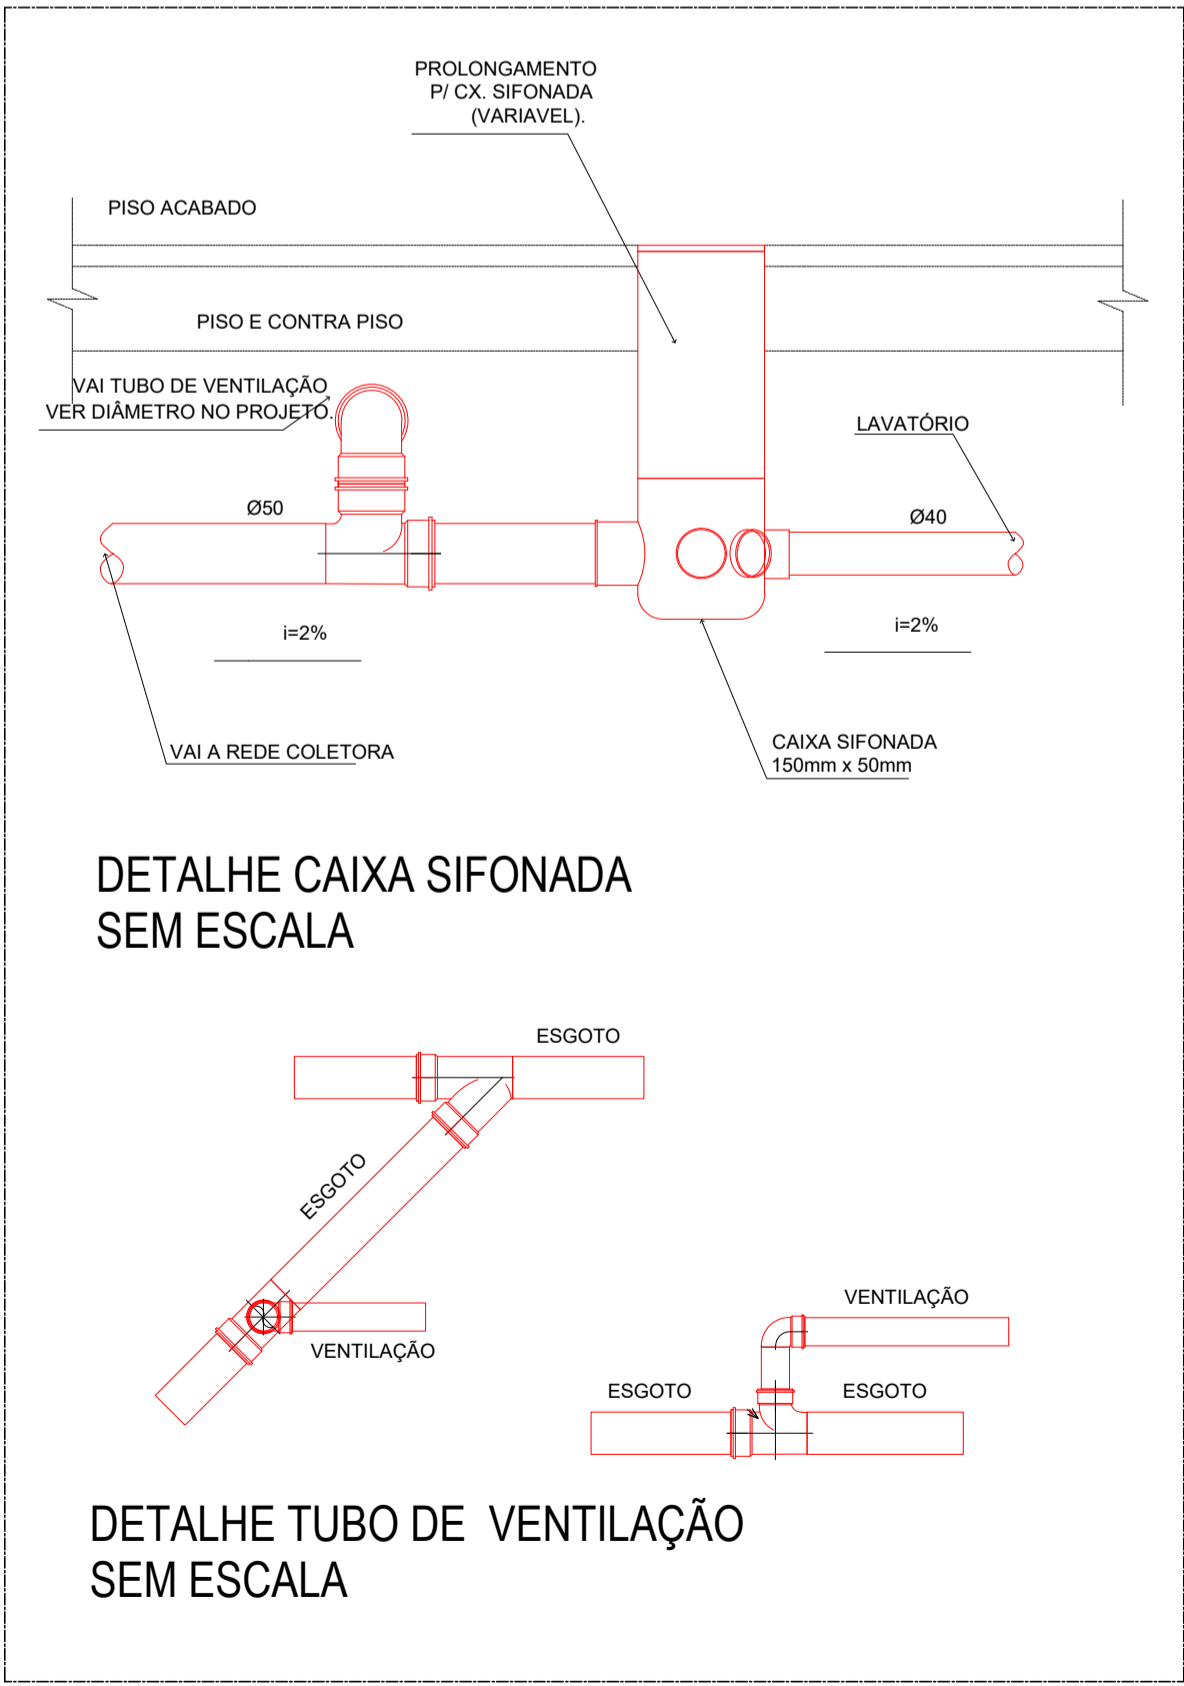 PROLONGAMENTO
P/ CX. SIFONADA
(VARIAVEL).
PISO ACABADO
PISO E CONTRA PISO
VAI TUBO DE VENTILAÇÃO
VER DIÂMETRO NO PROJETO.
LAVATÓRIO
Ø50
Ø40
i=2%
i=2%
VAI A REDE COLETORA
CAIXA SIFONADA
150mm x 50mm
DETALHE CAIXA SIFONADA
SEM ESCALA
ESGOTO
ESGOTO
VENTILAÇÃO
VENTILAÇÃO
ESGOTO
ESGOTO
DETALHE TUBO DE VENTILAÇÃO
SEM ESCALA